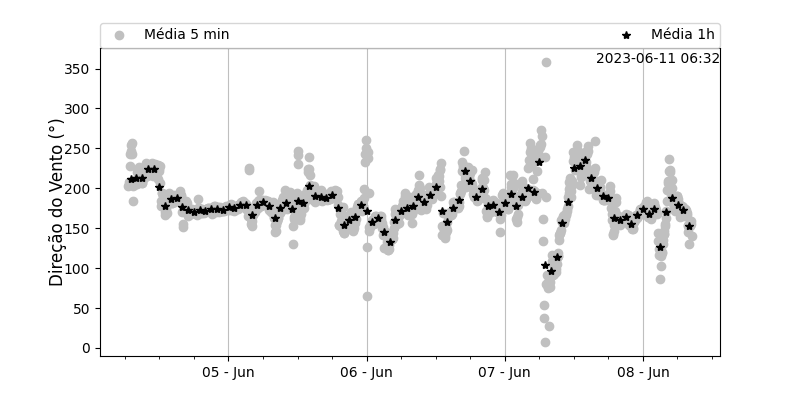 Média 5 min
Média 1h
2023-06-11 06:32
Direção do Vento (°)
350
300
250
200
150
100
50
0
05 - Jun
06 - Jun
07 - Jun
08 - Jun